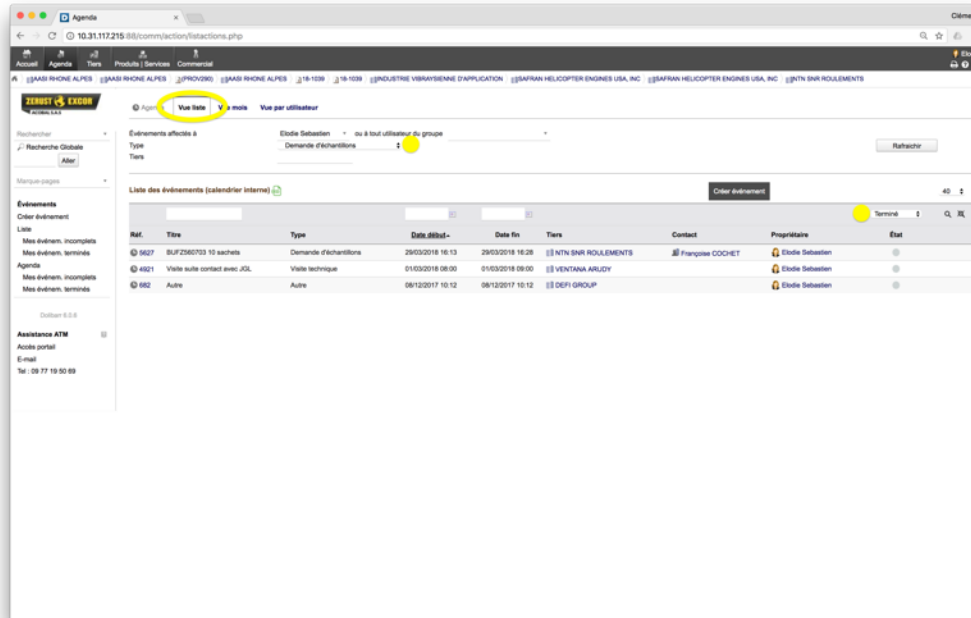 Agenda
Cléme
10.31.117.215:88/comm/action/listactions.php
Accueil Agenda Tiers Produits | Services Commercial
Elo
AASI RHONE ALPES AASI RHONE ALPES (PROV290) AASI RHONE ALPES 18-1039 18-1039 INDUSTRIE VIBRAYSIENNE D'APPLICATION SAFRAN HELICOPTER ENGINES USA, INC SAFRAN HELICOPTER ENGINES USA, INC NTN SNR ROULEMENTS
ZERUST EXCOR
Agenda Vue liste Vue mois Vue par utilisateur
Rechercher
Recherche Globale
Aller
Marque-pages
Événements
Créer événement
Liste
Mes événem. incomplets
Mes événem. terminés
Agenda
Mes événem. incomplets
Mes événem. terminés
Dolibarr 6.0.6
Assistance ATM
Accès portail
E-mail
Tel : 09 77 19 50 69
Événements affectés à Elodie Sebastien ou à tout utilisateur du groupe
Type Demande d'échantillons
Tiers
Rafraichir
Liste des événements (calendrier interne)
Créer événement
40
Terminé
Réf. Titre Type Date début Date fin Tiers Contact Propriétaire État
5627 BUFZ560703 10 sachets Demande d'échantillons 29/03/2018 16:13 29/03/2018 16:28 NTN SNR ROULEMENTS Françoise COCHET Elodie Sebastien
4921 Visite suite contact avec JGL Visite technique 01/03/2018 08:00 01/03/2018 09:00 VENTANA ARUDY Elodie Sebastien
682 Autre Autre 08/12/2017 10:12 08/12/2017 10:12 DEFI GROUP Elodie Sebastien